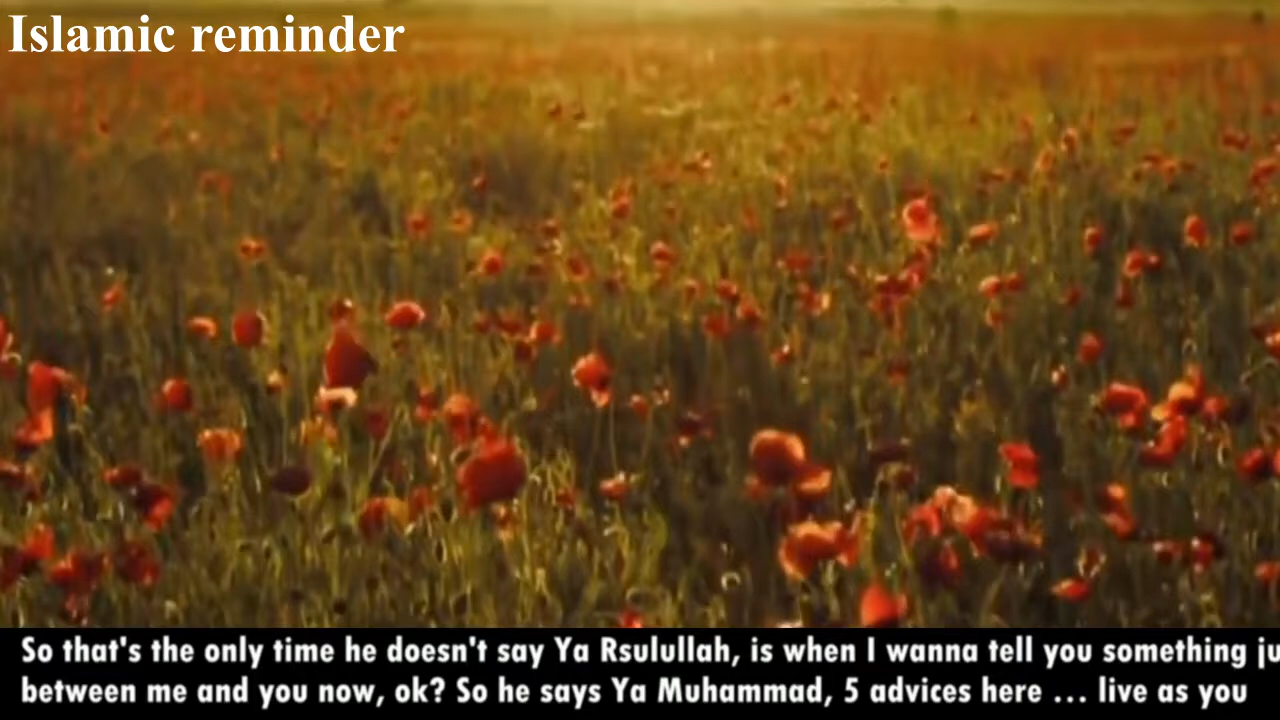 Islamic reminder
So that's the only time he doesn't say Ya Rsulullah, is when I wanna tell you something ju
between me and you now, ok? So he says Ya Muhammad, 5 advices here ... live as you